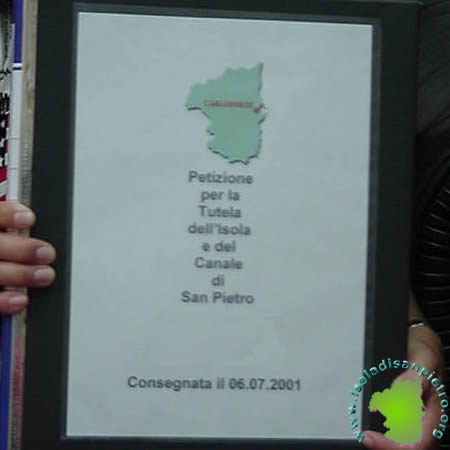 CARLOFORTE
Petizione
per la
Tutela
dell'Isola
e del
Canale
di
San Pietro
Consegnata il 06.07.2001
www.isoladisanpietro.org